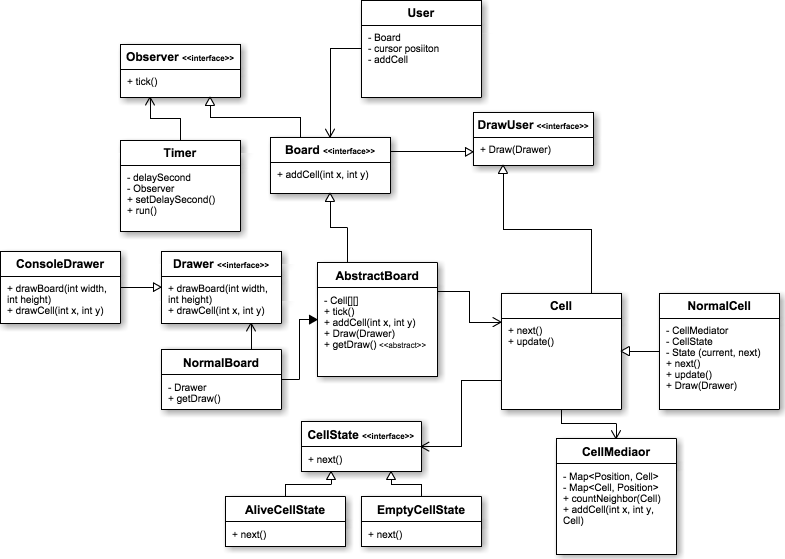 User
- Board
- cursor posiiton
- addCell
Observer <<interface>>
+ tick()
DrawUser <<interface>>
+ Draw(Drawer)
Timer
- delaySecond
- Observer
+ setDelaySecond()
+ run()
Board <<interface>>
+ addCell(int x, int y)
ConsoleDrawer
+ drawBoard(int width,
int height)
+ drawCell(int x, int y)
Drawer <<interface>>
+ drawBoard(int width,
int height)
+ drawCell(int x, int y)
AbstractBoard
- Cell[][]
+ tick()
+ addCell(int x, int y)
+ Draw(Drawer)
+ getDraw() <<abstract>>
Cell
+ next()
+ update()
NormalCell
- CellMediator
- CellState
- State (current, next)
+ next()
+ update()
+ Draw(Drawer)
NormalBoard
- Drawer
+ getDraw()
CellState <<interface>>
+ next()
CellMediaor
- Map<Position, Cell>
- Map<Cell, Position>
+ countNeighbor(Cell)
+ addCell(int x, int y,
Cell)
AliveCellState
+ next()
EmptyCellState
+ next()